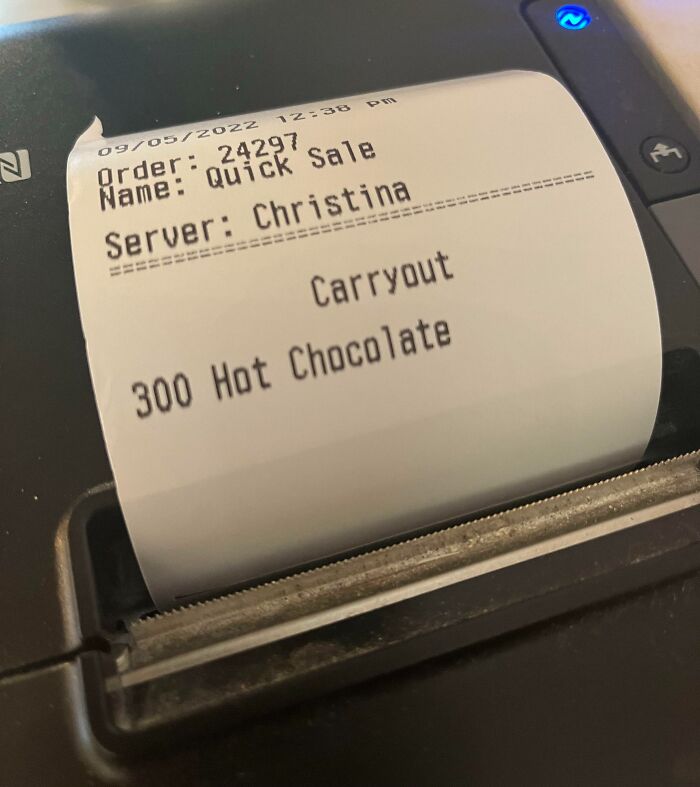 09/05/2022 12:38 pm
Order: 24297
Name: Quick Sale
Server: Christina
==================================================
Carryout
300 Hot Chocolate